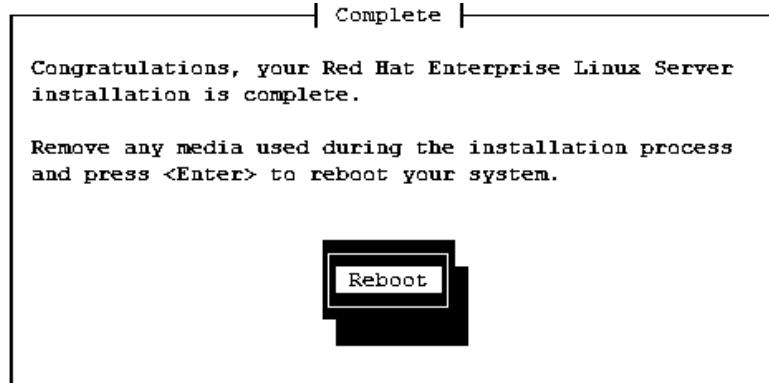 Complete
Congratulations, your Red Hat Enterprise Linux Server
installation is complete.
Remove any media used during the installation process
and press <Enter> to reboot your system.
Reboot